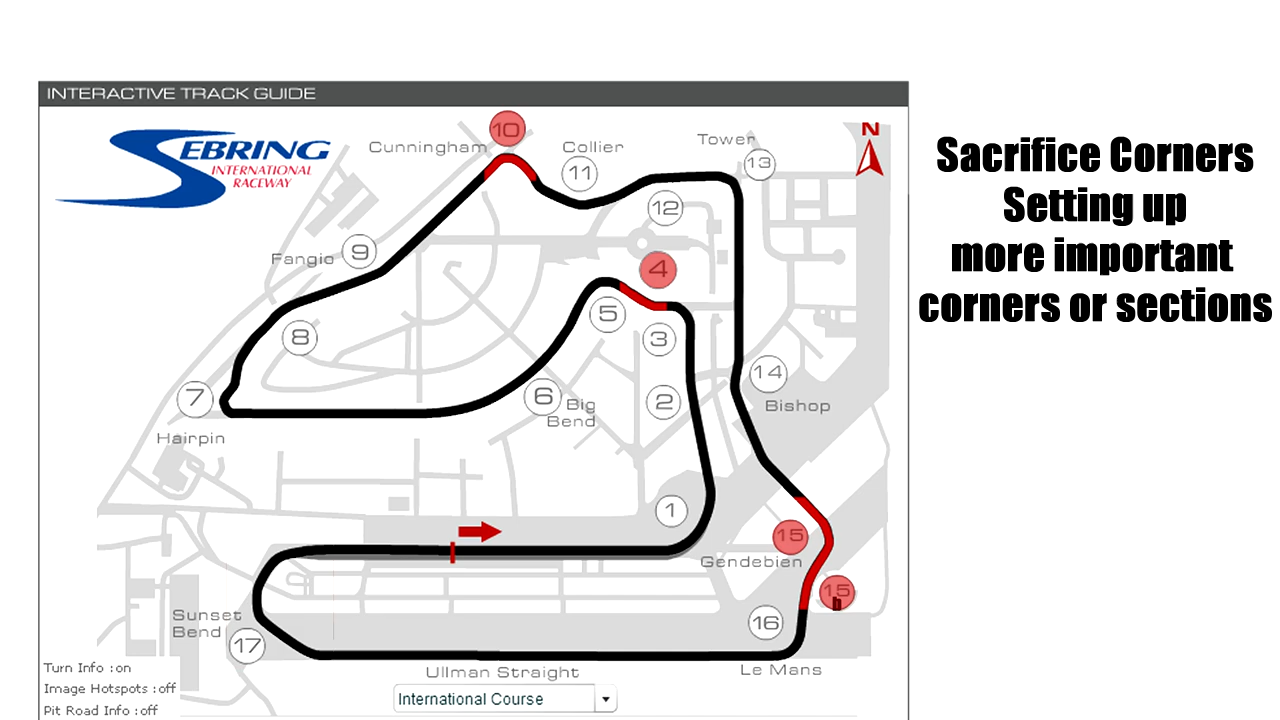 INTERACTIVE TRACK GUIDE
SEBRING
INTERNATIONAL
RACEWAY
N
Sacrifice Corners
Setting up
more important
corners or sections
10
Cunningham
Collier
11
Tower
13
12
Fangio
9
4
8
5
3
7
6
Big
Bend
2
14
Bishop
Hairpin
1
15
Gendebien
15
b
Sunset
Bend
17
16
Le Mans
Ullman Straight
Turn Info :on
Image Hotspots :off
Pit Road Info :off
International Course